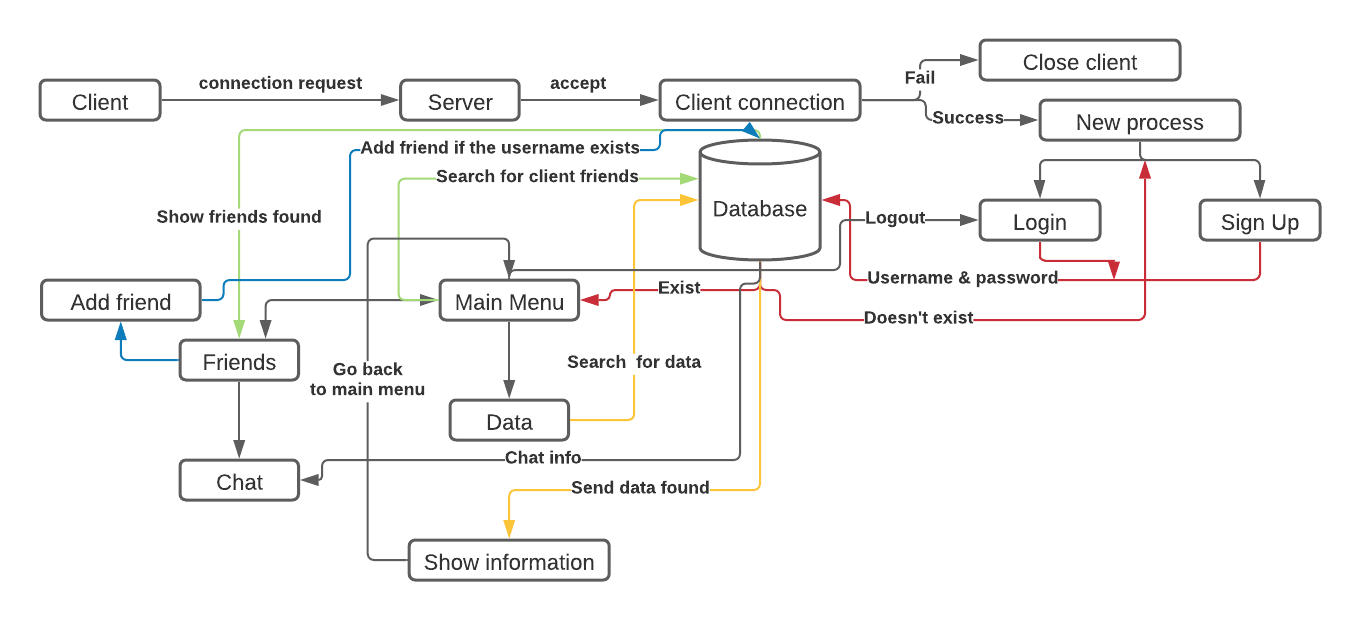 Close client
Fail
connection request
accept
Client
Server
Client connection
Success
New process
Add friend if the username exists
Search for client friends
Database
Show friends found
Logout
Login
Sign Up
Username & password
Exist
Add friend
Main Menu
Doesn't exist
Friends
Search  for data
Go back
to main menu
Data
Chat info
Chat
Send data found
Show information